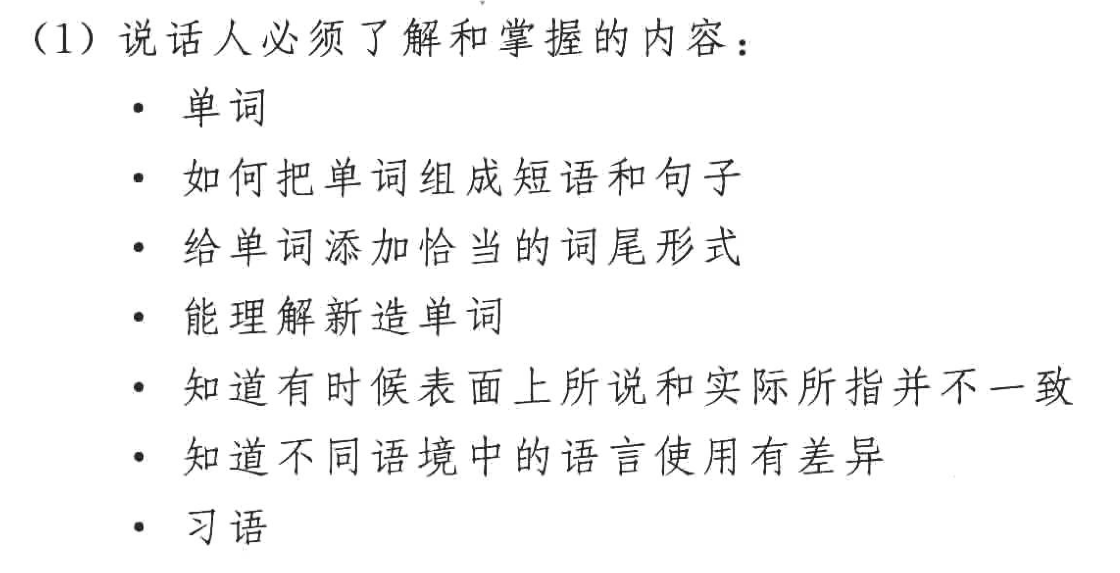 （1）说话人必须了解和掌握的内容：
• 单词
• 如何把单词组成短语和句子
• 给单词添加恰当的词尾形式
• 能理解新造单词
• 知道有时候表面上所说和实际所指并不一致
• 知道不同语境中的语言使用有差异
• 习语